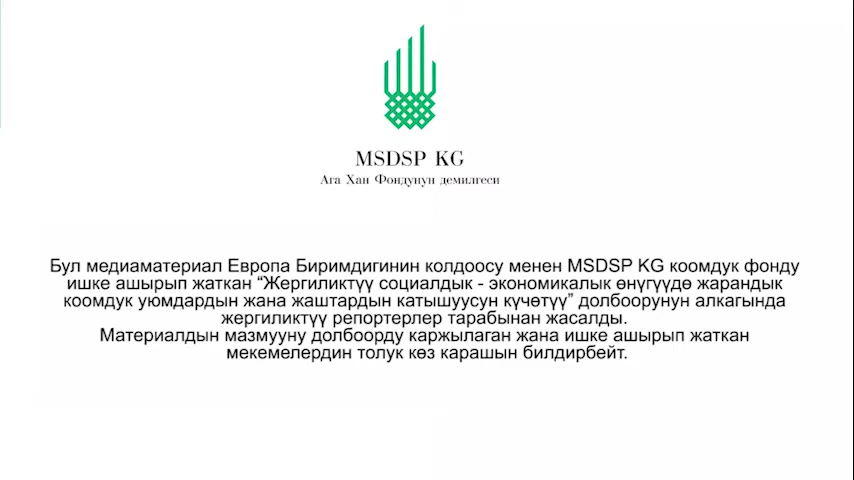 MSDSP KG
Ага Хан Фондунун демилгеси
Бул медиаматериал Европа Биримдигинин колдоосу менен MSDSP KG коомдук фонду
ишке ашырып жаткан “Жергиликтүү социалдык - экономикалык өнүгүүдө жарандык
коомдук уюмдардын жана жаштардын катышуусун күчөтүү” долбоорунун алкагында
жергиликтүү репортерлер тарабынан жасалды.
Материалдын мазмууну долбоорду каржылаган жана ишке ашырып жаткан
мекемелердин толук көз карашын билдирбейт.